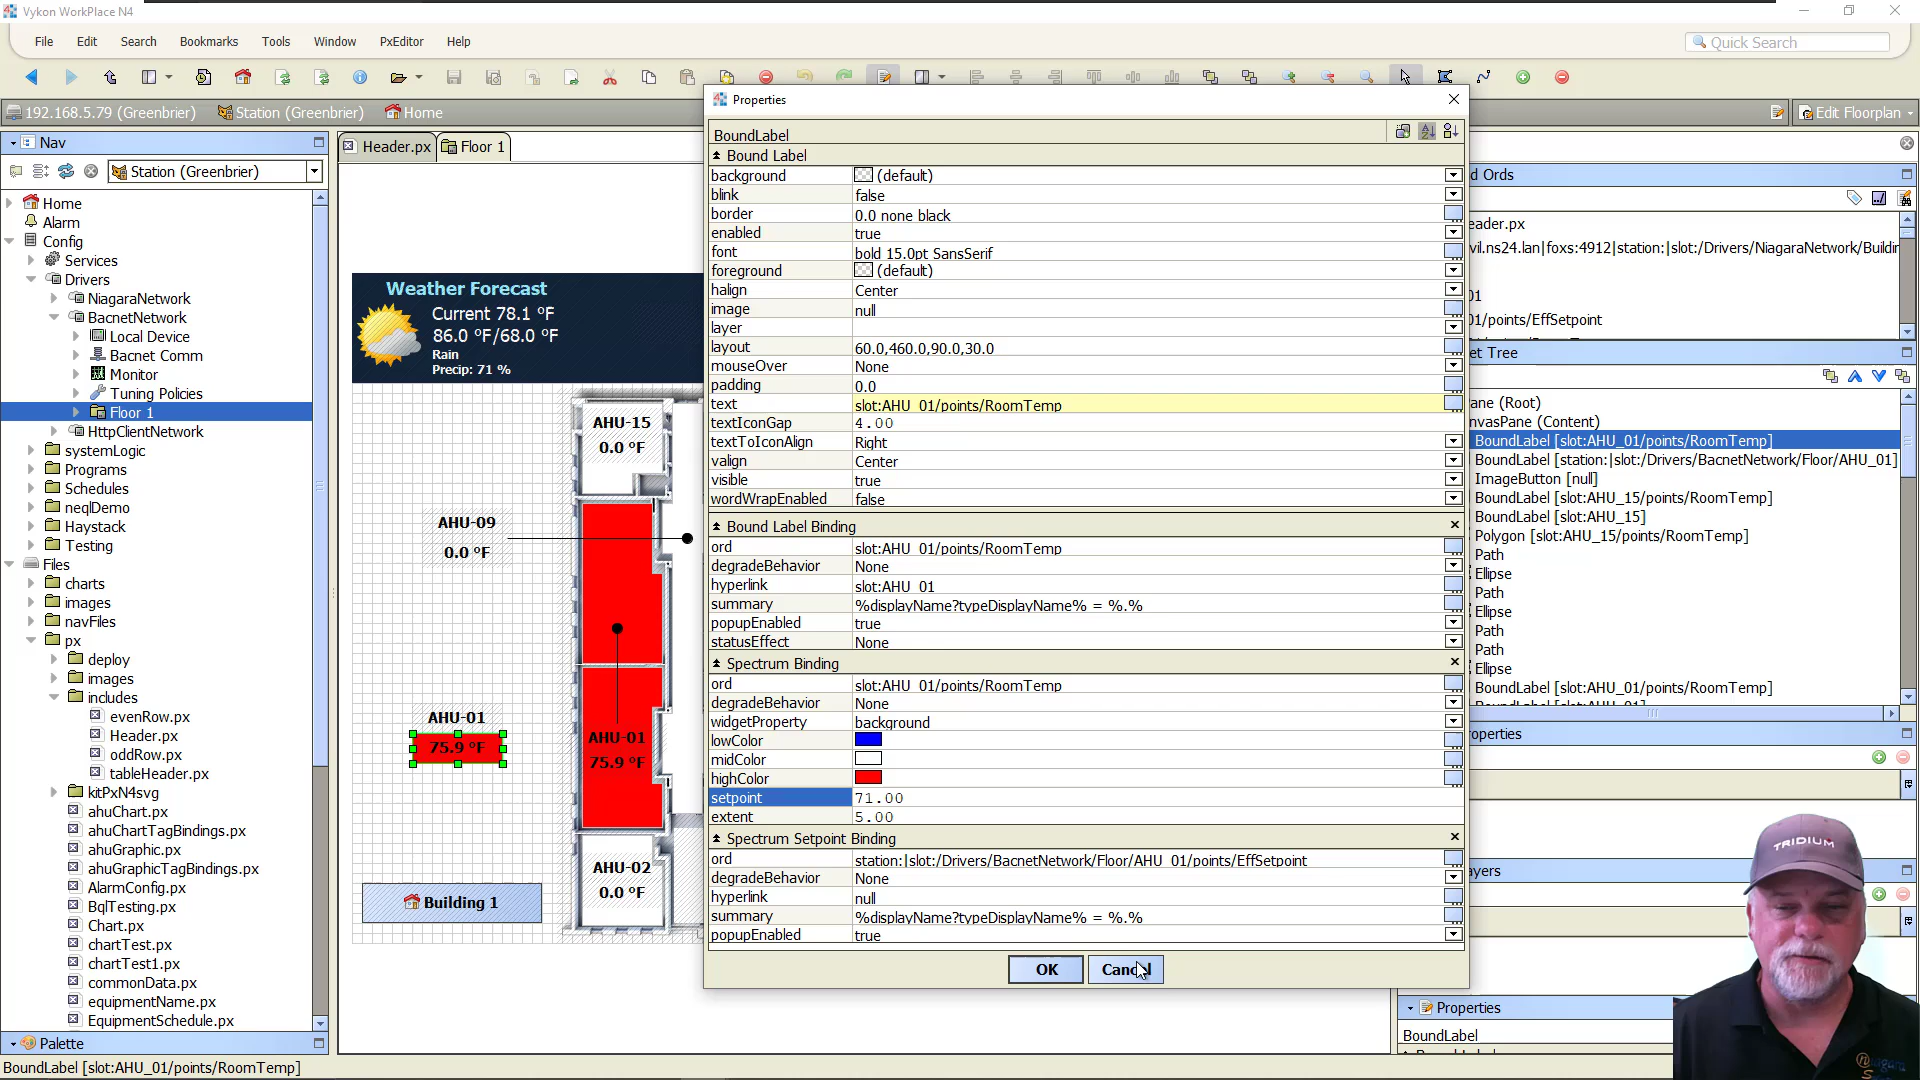 Vykon WorkPlace N4
File Edit Search Bookmarks Tools Window PxEditor Help
Quick Search
192.168.5.79 (Greenbrier) Station (Greenbrier) Home
Edit Floorplan
Nav
Station (Greenbrier)
Home
Alarm
Config
Services
Drivers
NiagaraNetwork
BacnetNetwork
Local Device
Bacnet Comm
Monitor
Tuning Policies
Floor 1
HttpClientNetwork
systemLogic
Programs
Schedules
neqlDemo
Haystack
Testing
Files
charts
images
navFiles
px
deploy
images
includes
evenRow.px
Header.px
oddRow.px
tableHeader.px
kitPxN4svg
ahuChart.px
ahuChartTagBindings.px
ahuGraphic.px
ahuGraphicTagBindings.px
AlarmConfig.px
BqlTesting.px
Chart.px
chartTest.px
chartTest1.px
commonData.px
equipmentName.px
EquipmentSchedule.px
Palette
BoundLabel [slot:AHU_01/points/RoomTemp]
Header.px
Floor 1
Weather Forecast
Current 78.1 °F
86.0 °F/68.0 °F
Rain
Precip: 71 %
AHU-15
0.0 °F
AHU-09
0.0 °F
AHU-01
75.9 °F
AHU-01
75.9 °F
AHU-02
0.0 °F
Building 1
Properties
BoundLabel
Bound Label
background (default)
blink false
border 0.0 none black
enabled true
font bold 15.0pt SansSerif
foreground (default)
halign Center
image null
layer
layout 60.0,460.0,90.0,30.0
mouseOver None
padding 0.0
text slot:AHU_01/points/RoomTemp
textIconGap 4.00
textToIconAlign Right
valign Center
visible true
wordWrapEnabled false
Bound Label Binding
ord slot:AHU_01/points/RoomTemp
degradeBehavior None
hyperlink slot:AHU_01
summary %displayName?typeDisplayName% = %.%
popupEnabled true
statusEffect None
Spectrum Binding
ord slot:AHU_01/points/RoomTemp
degradeBehavior None
widgetProperty background
lowColor
midColor
highColor
setpoint 71.00
extent 5.00
Spectrum Setpoint Binding
ord station:|slot:/Drivers/BacnetNetwork/Floor/AHU_01/points/EffSetpoint
degradeBehavior None
hyperlink null
summary %displayName?typeDisplayName% = %.%
popupEnabled true
OK Cancel
d Ords
eader.px
vil.ns24.lan|foxs:4912|station:|slot:/Drivers/NiagaraNetwork/Buildin
01
01/points/EffSetpoint
et Tree
ane (Root)
nvasPane (Content)
BoundLabel [slot:AHU_01/points/RoomTemp]
BoundLabel [station:|slot:/Drivers/BacnetNetwork/Floor/AHU_01]
ImageButton [null]
BoundLabel [slot:AHU_15/points/RoomTemp]
BoundLabel [slot:AHU_15]
Polygon [slot:AHU_15/points/RoomTemp]
Path
Ellipse
Path
Ellipse
Path
Path
Ellipse
BoundLabel [slot:AHU_01/points/RoomTemp]
operties
ayers
Properties
BoundLabel
TRIDIUM